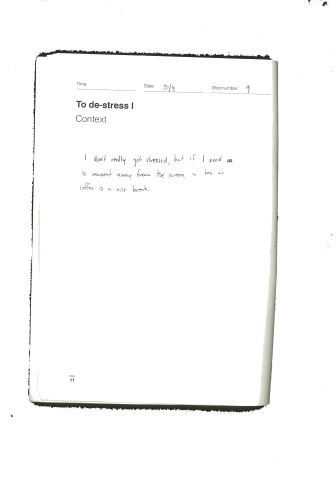 Time Date 21/9 Shot number 9
To de-stress I
Context
I don't really get stressed, but if I need
a moment away from the screen, a tea or
coffee is a nice break.
11